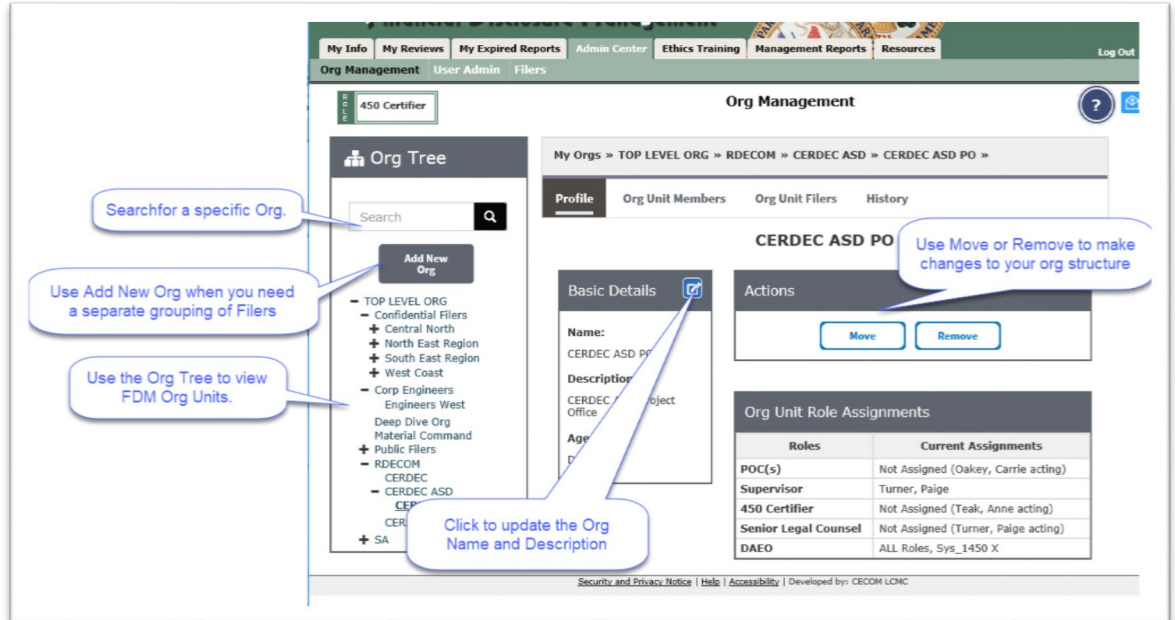 Financial Disclosure Management
My Info My Reviews My Expired Reports Admin Center Ethics Training Management Reports Resources Log Out
Org Management User Admin Filers
ROLE 450 Certifier
Org Management
?
Org Tree
My Orgs » TOP LEVEL ORG » RDECOM » CERDEC ASD » CERDEC ASD PO »
Profile Org Unit Members Org Unit Filers History
Searchfor a specific Org.
Search
CERDEC ASD PO
Use Move or Remove to make
changes to your org structure
Add New
Org
Use Add New Org when you need
a separate grouping of Filers
Basic Details
Actions
Move Remove
Name:
CERDEC ASD PO
Description
CERDEC
Office
TOP LEVEL ORG
Confidential Filers
Central North
North East Region
South East Region
West Coast
Use the Org Tree to view
FDM Org Units.
Corp Engineers
Engineers West
Deep Dive Org
Material Command
Public Filers
RDECOM
CERDEC
CERDEC ASD
SA
Click to update the Org
Name and Description
Org Unit Role Assignments
Roles Current Assignments
POC(s) Not Assigned (Oakey, Carrie acting)
Supervisor Turner, Paige
450 Certifier Not Assigned (Teak, Anne acting)
Senior Legal Counsel Not Assigned (Turner, Paige acting)
DAEO ALL Roles, Sys_1450 X
Security and Privacy Notice | Help | Accessibility | Developed by: CECOM LCMC